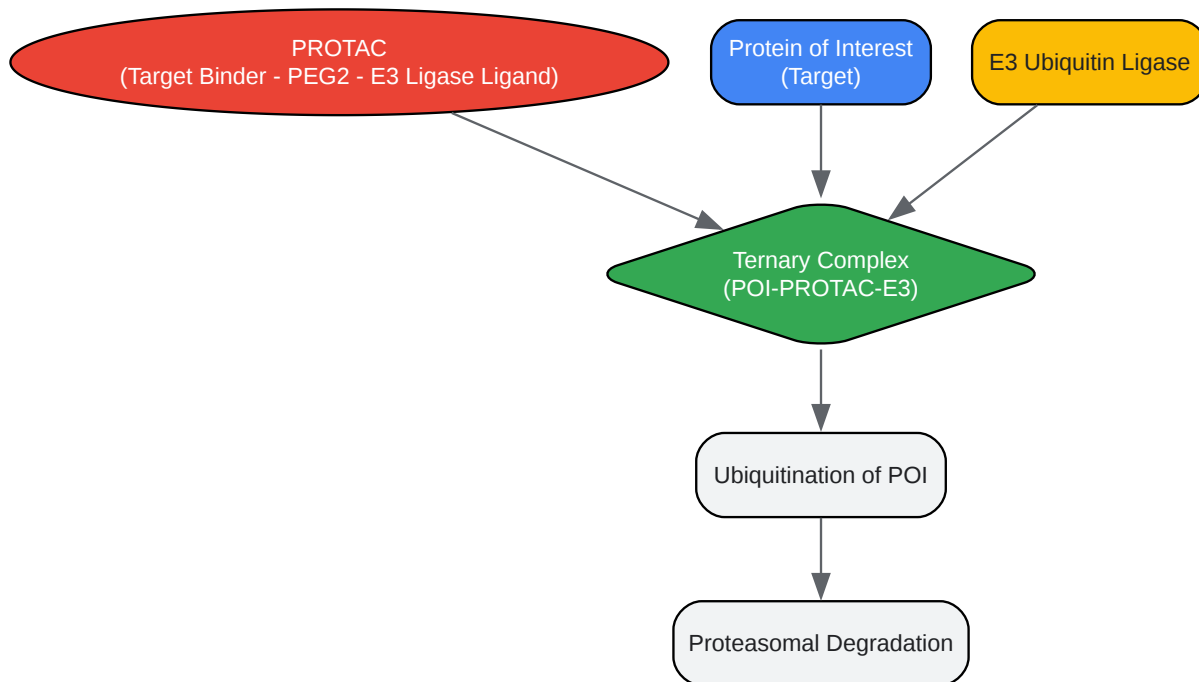 PROTAC
(Target Binder - PEG2 - E3 Ligase Ligand)
Protein of Interest
(Target)
E3 Ubiquitin Ligase
Ternary Complex
(POI-PROTAC-E3)
Ubiquitination of POI
Proteasomal Degradation